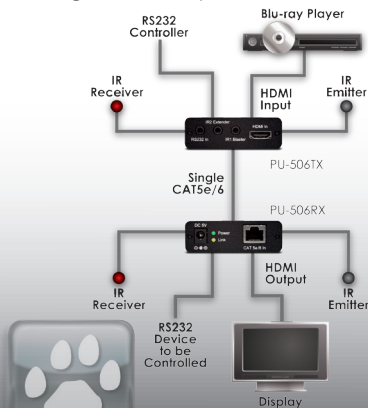 Blu-ray Player
RS232
Controller
IR
Receiver
HDMI
Input
IR
Emitter
IR2 Extender
HDMI In
RS232 In
IR1 Blaster
PU-506TX
Single
CAT5e/6
PU-506RX
DC 5V
Power
Link
CAT 5e/6 In
HDMI
Output
IR
Receiver
IR
Emitter
RS232
Device
to be
Controlled
Display